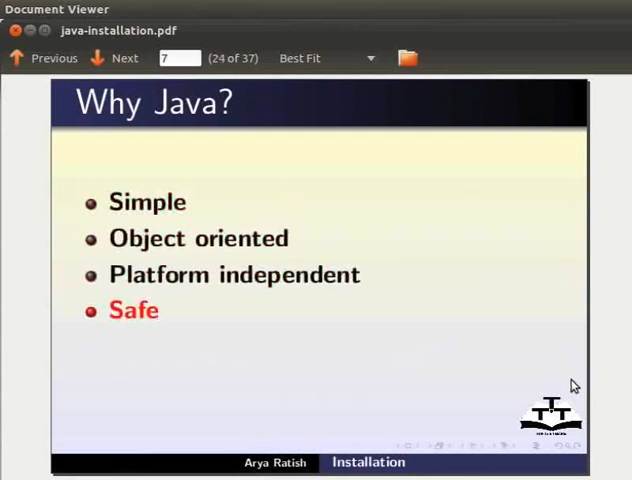 Document Viewer
java-installation.pdf
Previous Next 7 (24 of 37) Best Fit
Why Java?
Simple
Object oriented
Platform independent
Safe
TTT
Arya Ratish Installation